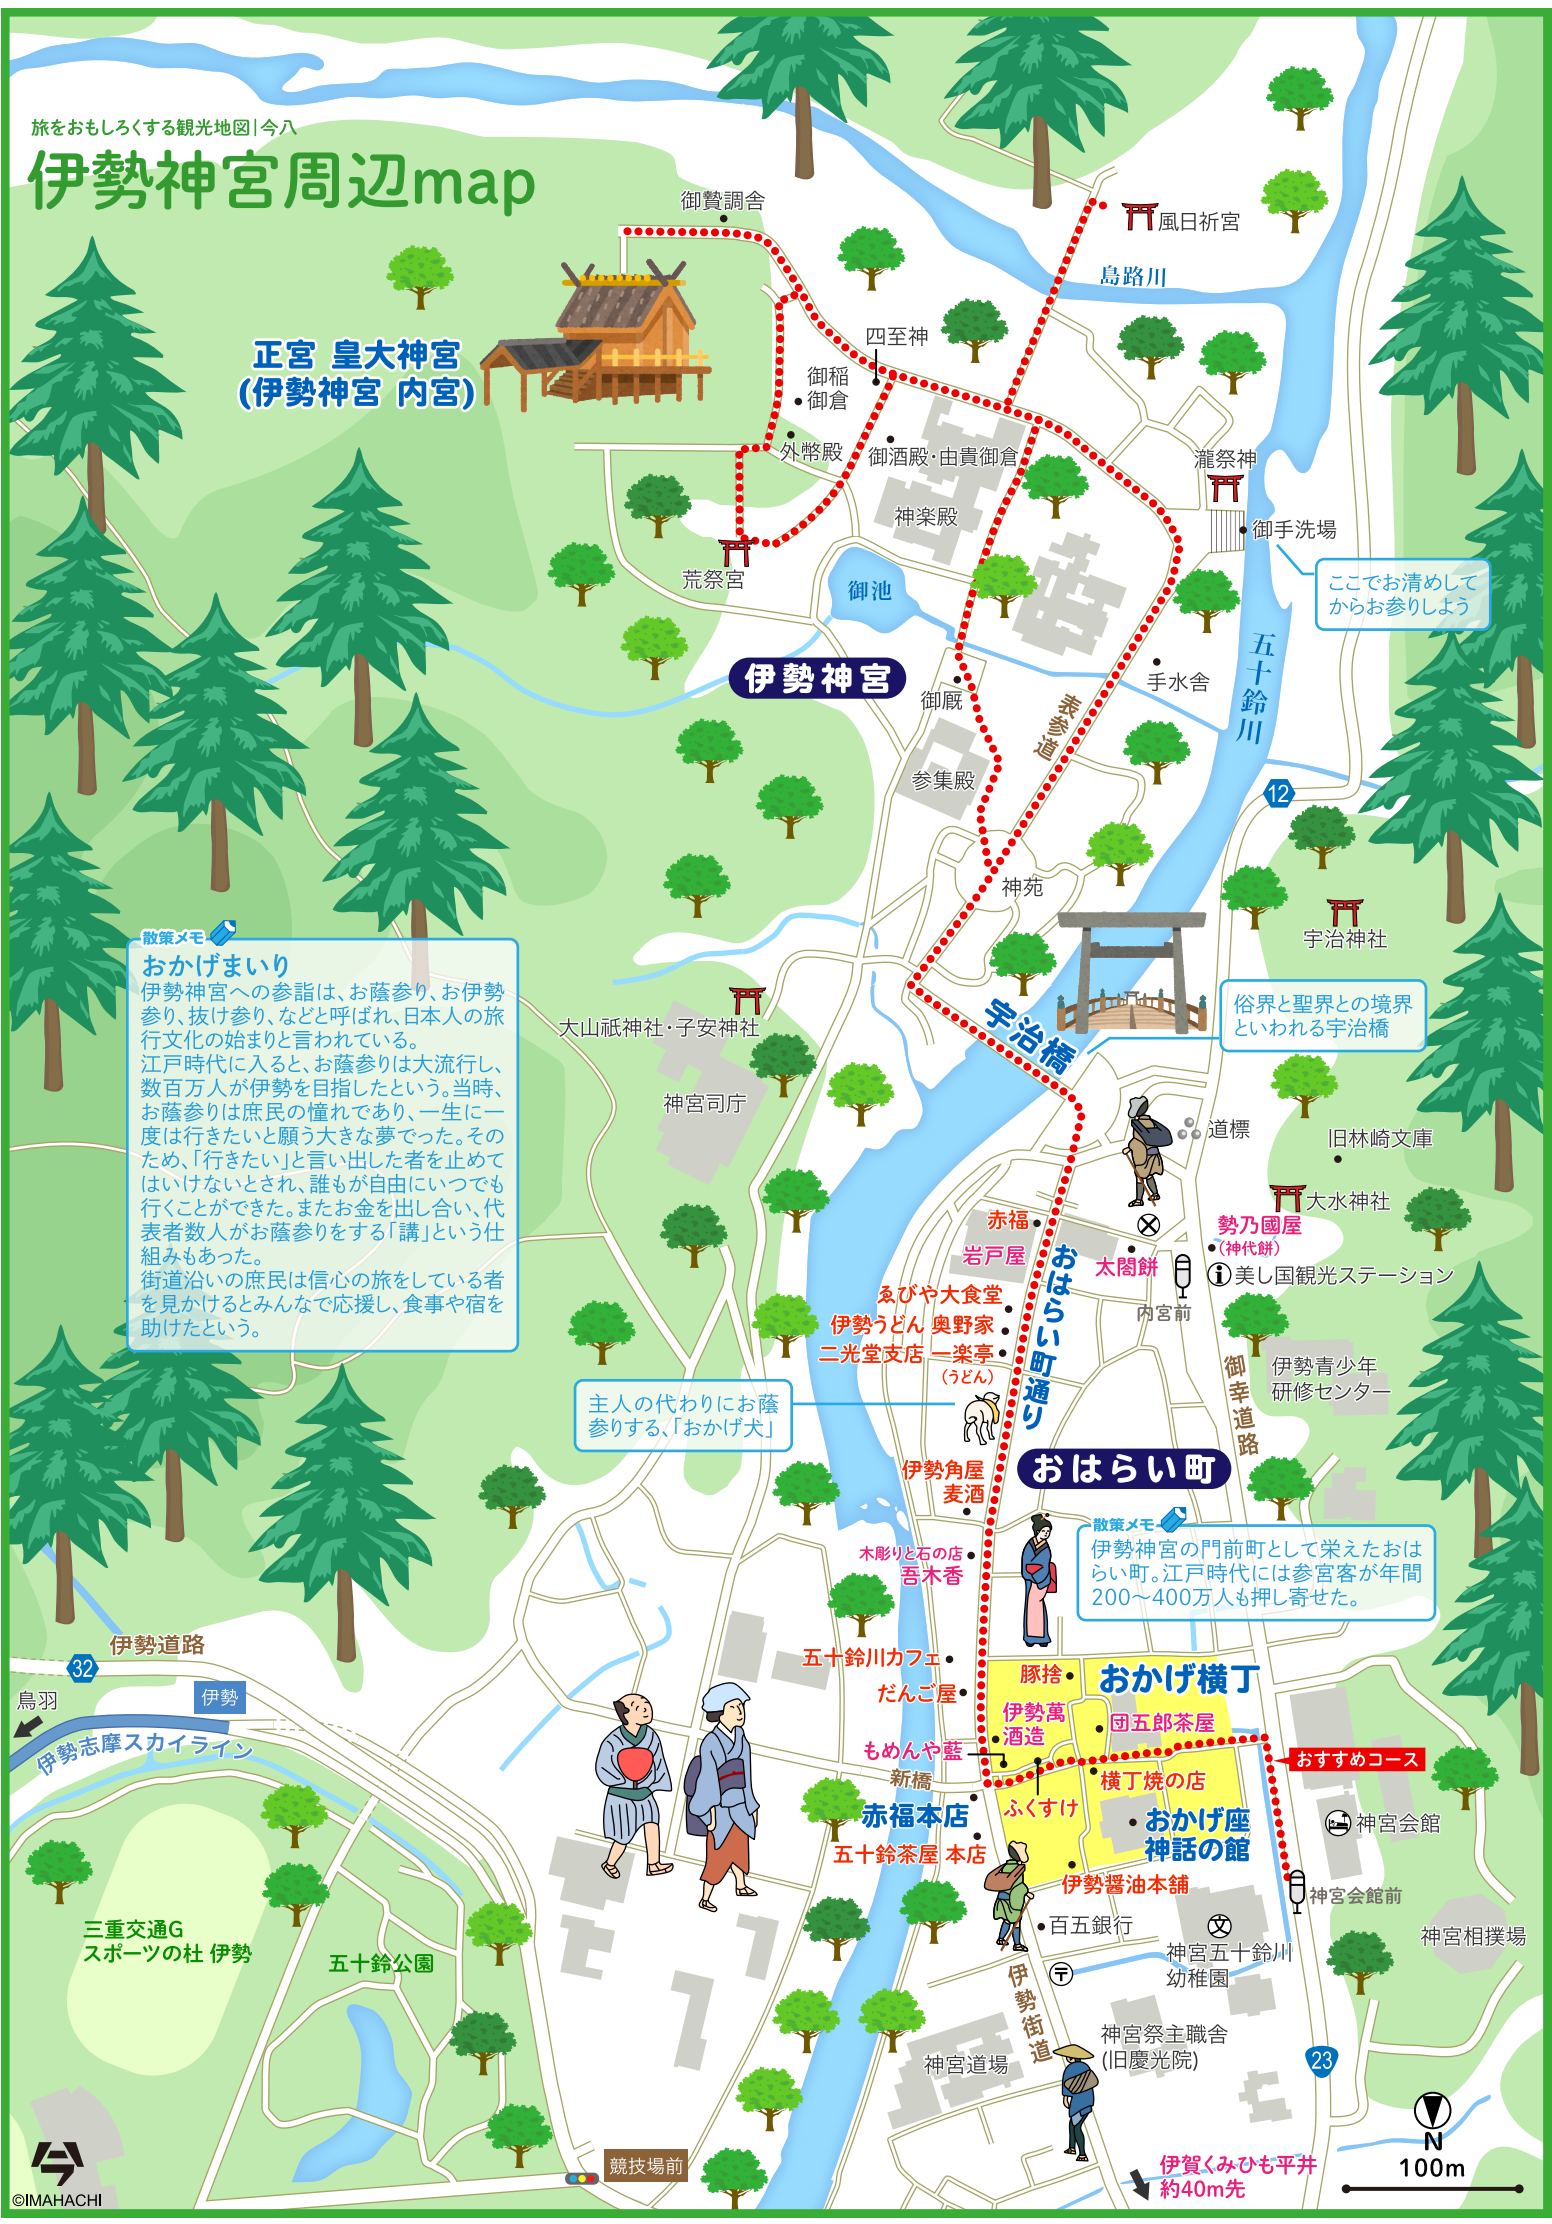 旅をおもしろくする観光地図|今八
伊勢神宮周辺map
御贄調舎
風日祈宮
島路川
正宮 皇大神宮
(伊勢神宮 内宮)
四至神
御稲
御倉
外幣殿
御酒殿・由貴御倉
瀧祭神
神楽殿
御手洗場
荒祭宮
御池
ここでお清めして
からお参りしよう
五十鈴川
伊勢神宮
手水舎
御厩
表参道
参集殿
12
神苑
宇治神社
散策メモ
おかげまいり
伊勢神宮への参詣は、お蔭参り、お伊勢
参り、抜け参り、などと呼ばれ、日本人の旅
行文化の始まりと言われている。
江戸時代に入ると、お蔭参りは大流行し、
数百万人が伊勢を目指したという。当時、
お蔭参りは庶民の憧れであり、一生に一
度は行きたいと願う大きな夢でった。その
ため、「行きたい」と言い出した者を止めて
はいけないとされ、誰もが自由にいつでも
行くことができた。またお金を出し合い、代
表者数人がお蔭参りをする「講」という仕
組みもあった。
街道沿いの庶民は信心の旅をしている者
を見かけるとみんなで応援し、食事や宿を
助けたという。
大山祇神社・子安神社
宇治橋
俗界と聖界との境界
といわれる宇治橋
神宮司庁
道標
旧林崎文庫
大水神社
赤福
岩戸屋
太閤餅
勢乃國屋
(神代餅)
美し国観光ステーション
内宮前
おはらい町通り
ゑびや大食堂
伊勢うどん 奥野家
二光堂支店 一楽亭
(うどん)
御幸道路
伊勢青少年
研修センター
主人の代わりにお蔭
参りする、「おかげ犬」
伊勢角屋
麦酒
おはらい町
散策メモ
伊勢神宮の門前町として栄えたおは
らい町。江戸時代には参宮客が年間
200〜400万人も押し寄せた。
木彫りと石の店
吾木香
伊勢道路
32
鳥羽
伊勢
伊勢志摩スカイライン
五十鈴川カフェ
だんご屋
豚捨
おかげ横丁
伊勢萬
酒造
団五郎茶屋
もめんや藍
新橋
おすすめコース
横丁焼の店
ふくすけ
赤福本店
おかげ座
神話の館
神宮会館
五十鈴茶屋 本店
伊勢醤油本舗
神宮会館前
百五銀行
文
神宮五十鈴川
幼稚園
神宮相撲場
三重交通G
スポーツの杜 伊勢
五十鈴公園
〒
伊勢街道
神宮祭主職舎
(旧慶光院)
神宮道場
23
競技場前
伊賀くみひも平井
約40m先
N
100m
©IMAHACHI